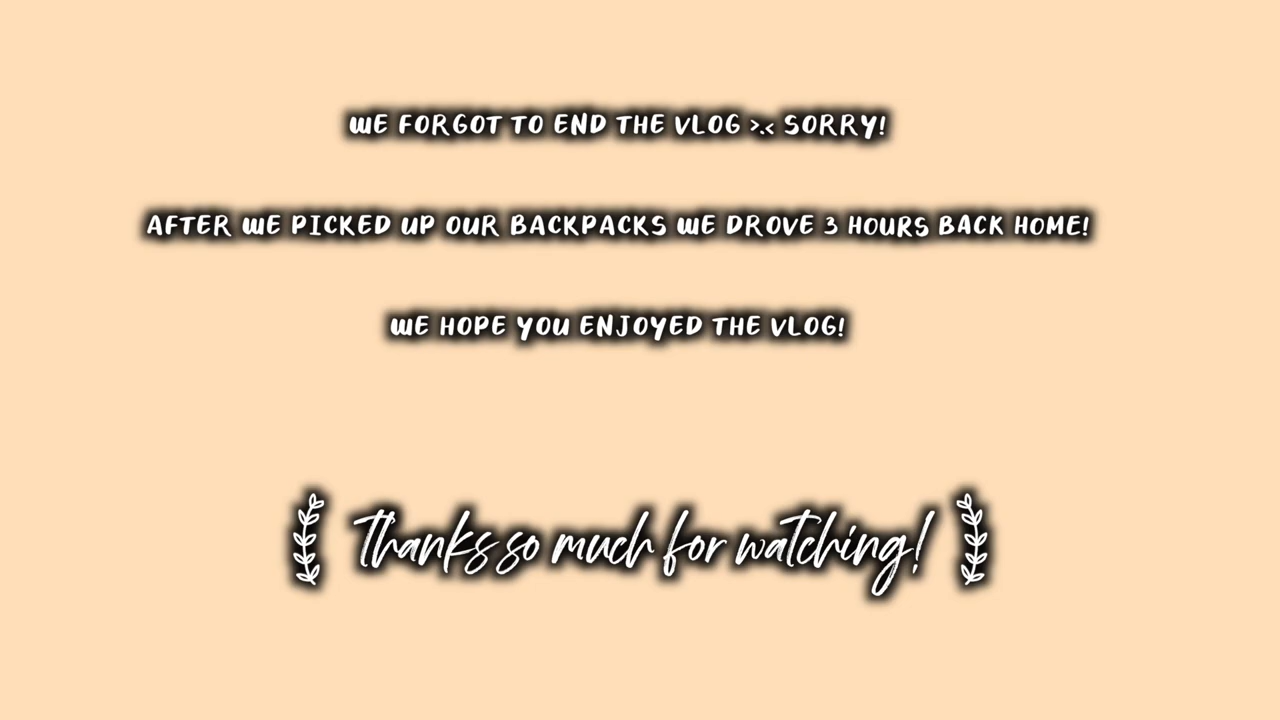 WE FORGOT TO END THE VLOG >.< SORRY!
AFTER WE PICKED UP OUR BACKPACKS WE DROVE 3 HOURS BACK HOME!
WE HOPE YOU ENJOYED THE VLOG!
Thanks so much for watching!